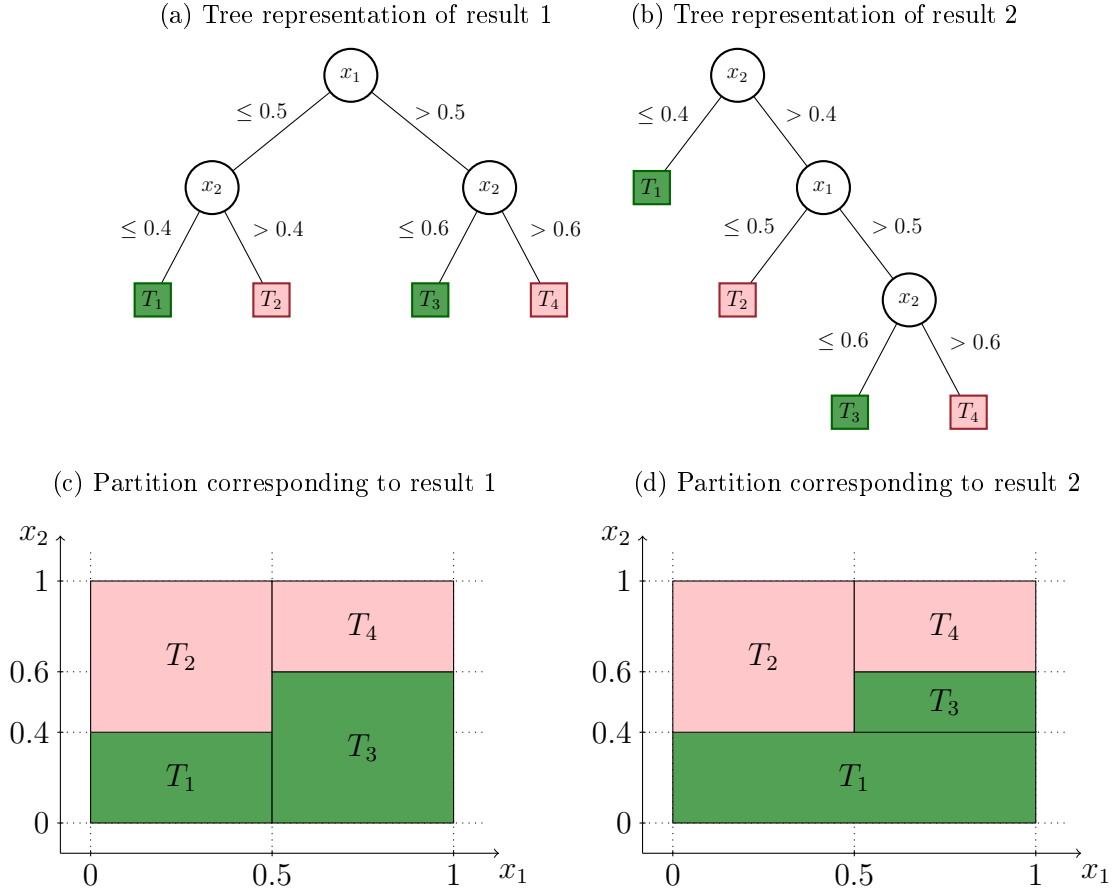 (a) Tree representation of result 1
x₁
≤ 0.5
> 0.5
x₂
x₂
≤ 0.4
> 0.4
≤ 0.6
> 0.6
T₁
T₂
T₃
T₄
(b) Tree representation of result 2
x₂
≤ 0.4
> 0.4
T₁
x₁
≤ 0.5
> 0.5
T₂
x₂
≤ 0.6
> 0.6
T₃
T₄
(c) Partition corresponding to result 1
x₂
1
0.6
0.4
0
T₂
T₄
T₃
T₁
0
0.5
1
x₁
(d) Partition corresponding to result 2
x₂
1
0.6
0.4
0
T₂
T₄
T₃
T₁
0
0.5
1
x₁